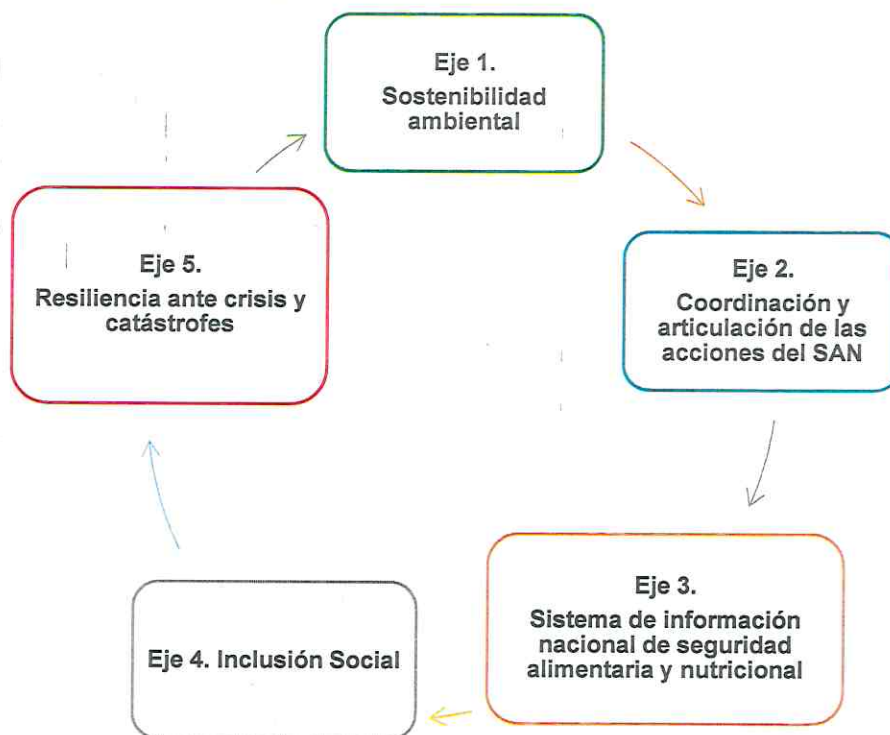 Eje 1.
Sostenibilidad
ambiental
Eje 2.
Coordinación y
articulación de las
acciones del SAN
Eje 3.
Sistema de información
nacional de seguridad
alimentaria y nutricional
Eje 4. Inclusión Social
Eje 5.
Resiliencia ante crisis y
catástrofes